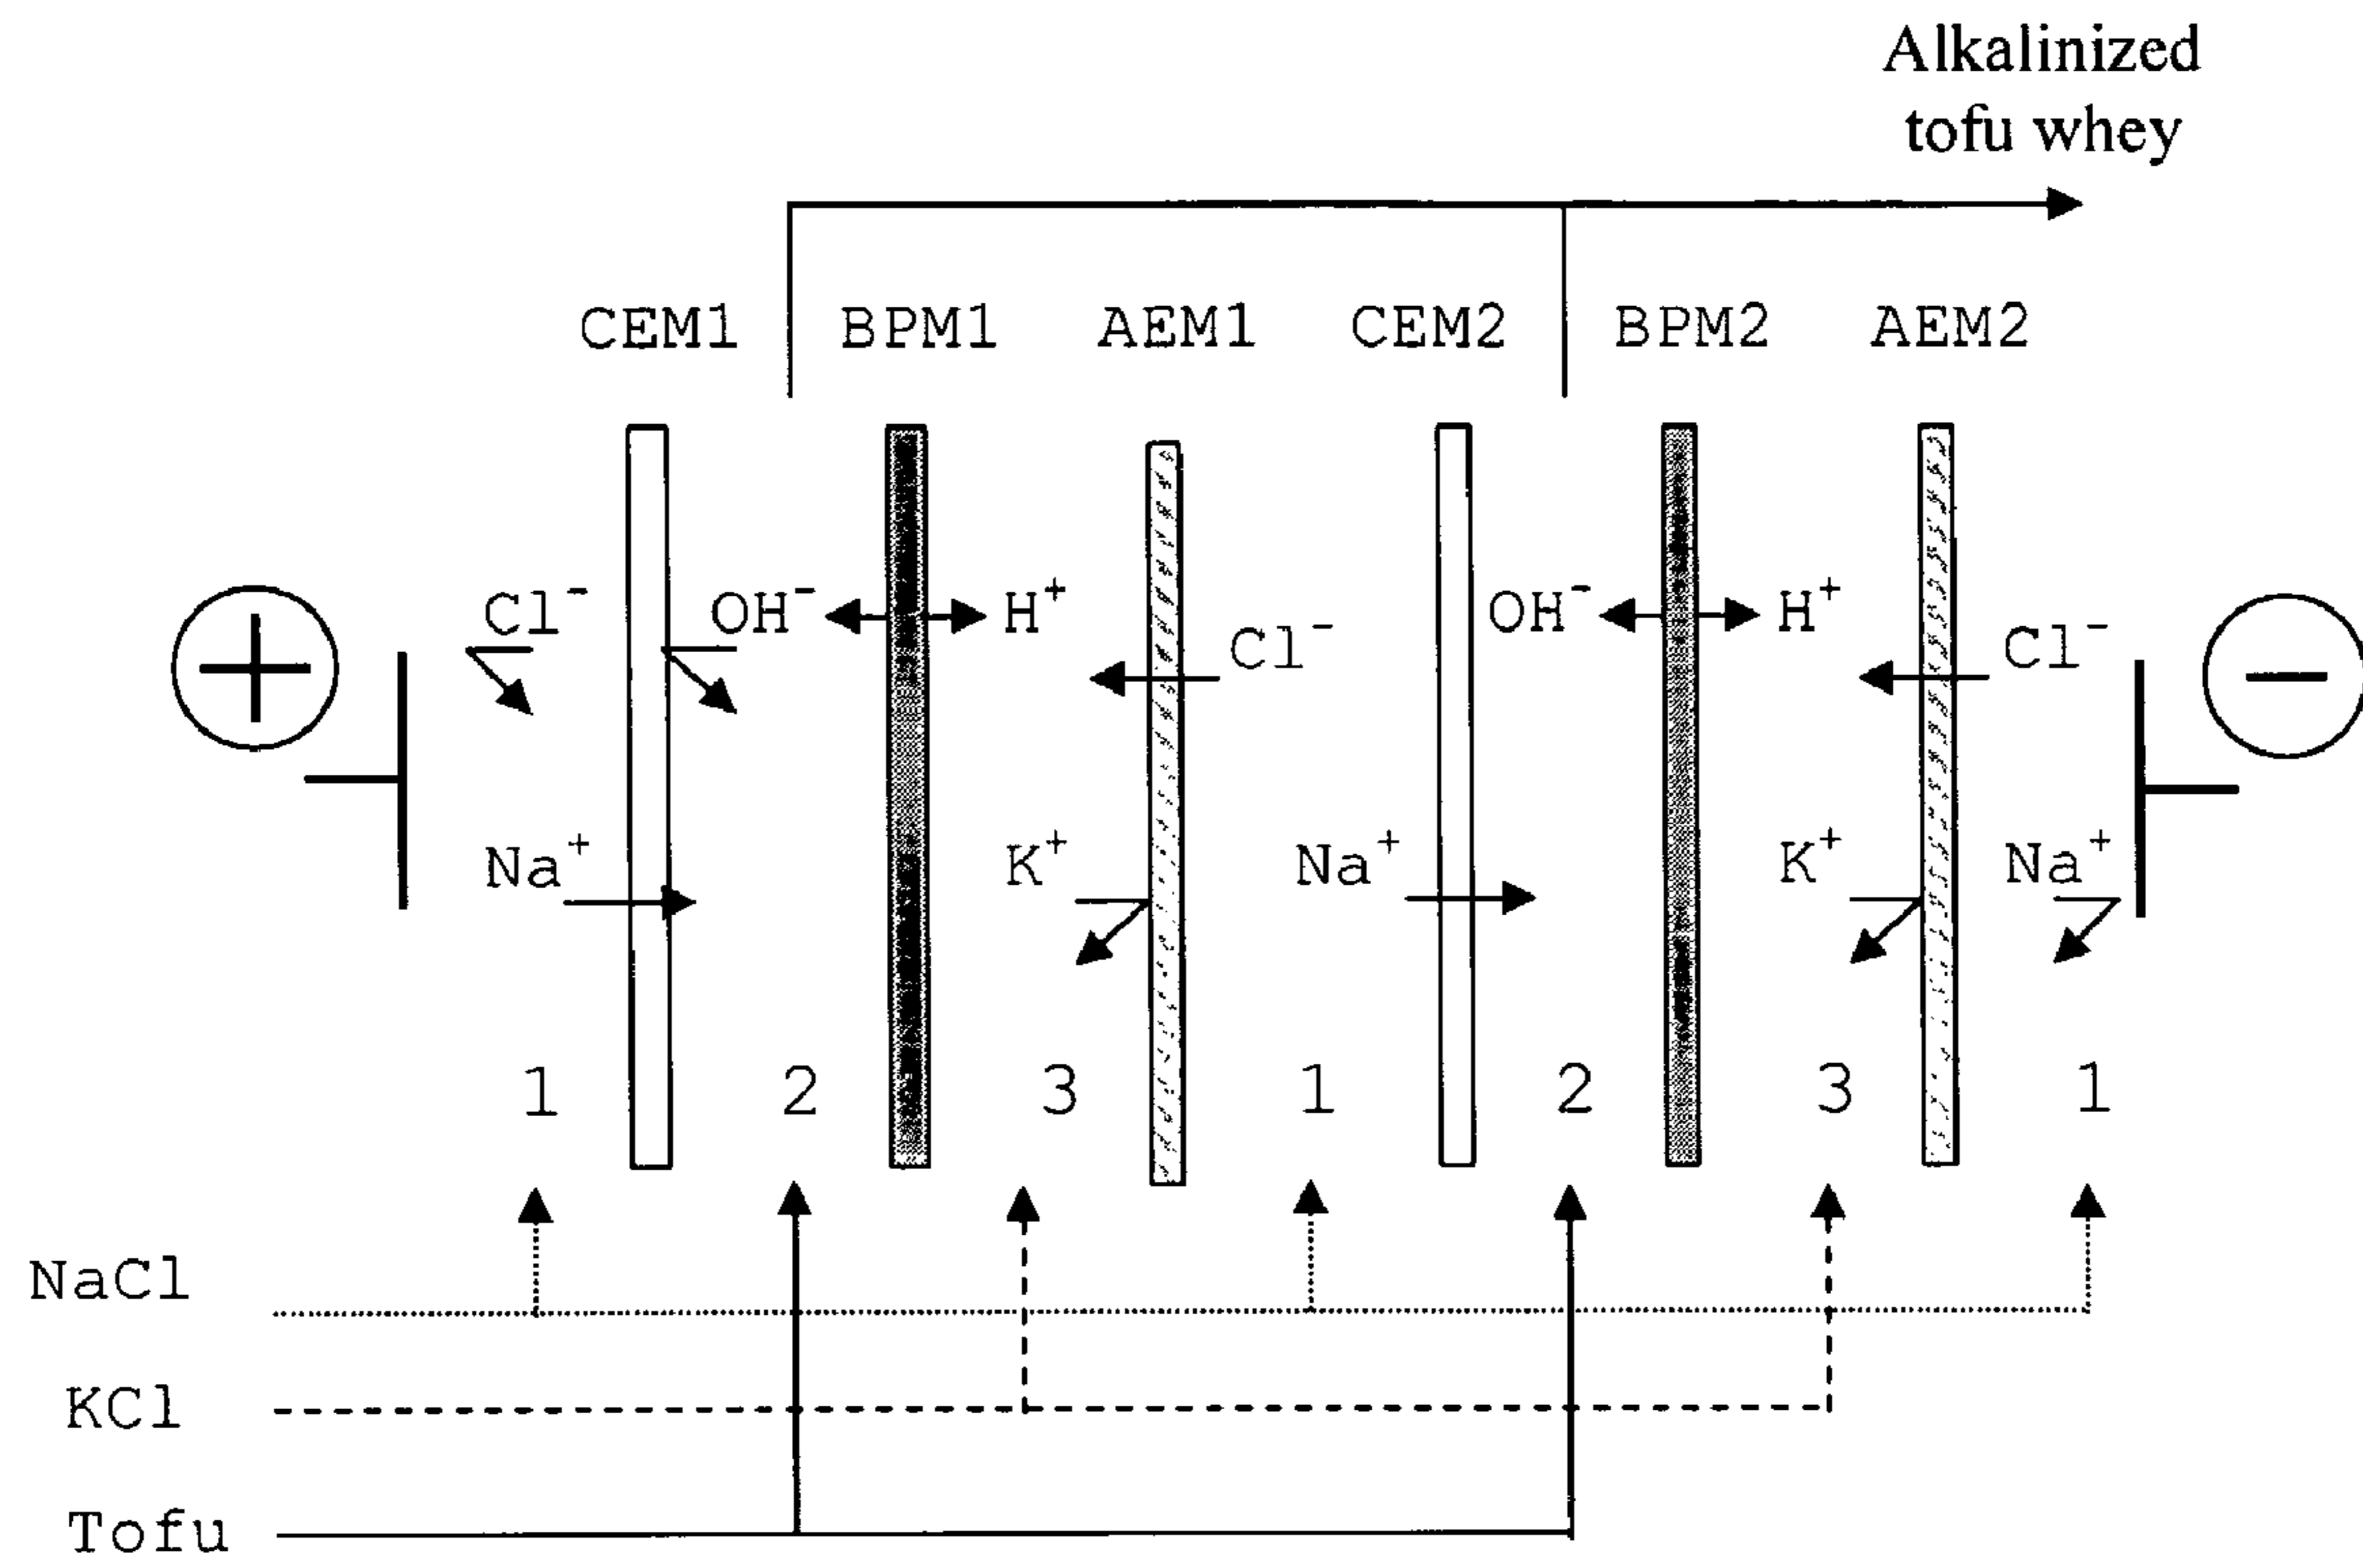 Alkalinized
tofu whey
CEM1 BPM1 AEM1 CEM2 BPM2 AEM2
+ Cl⁻ OH⁻ H⁺ Cl⁻ OH⁻ H⁺ Cl⁻ −
Na⁺ K⁺ Na⁺ K⁺ Na⁺
1 2 3 1 2 3 1
NaCl
KCl
Tofu